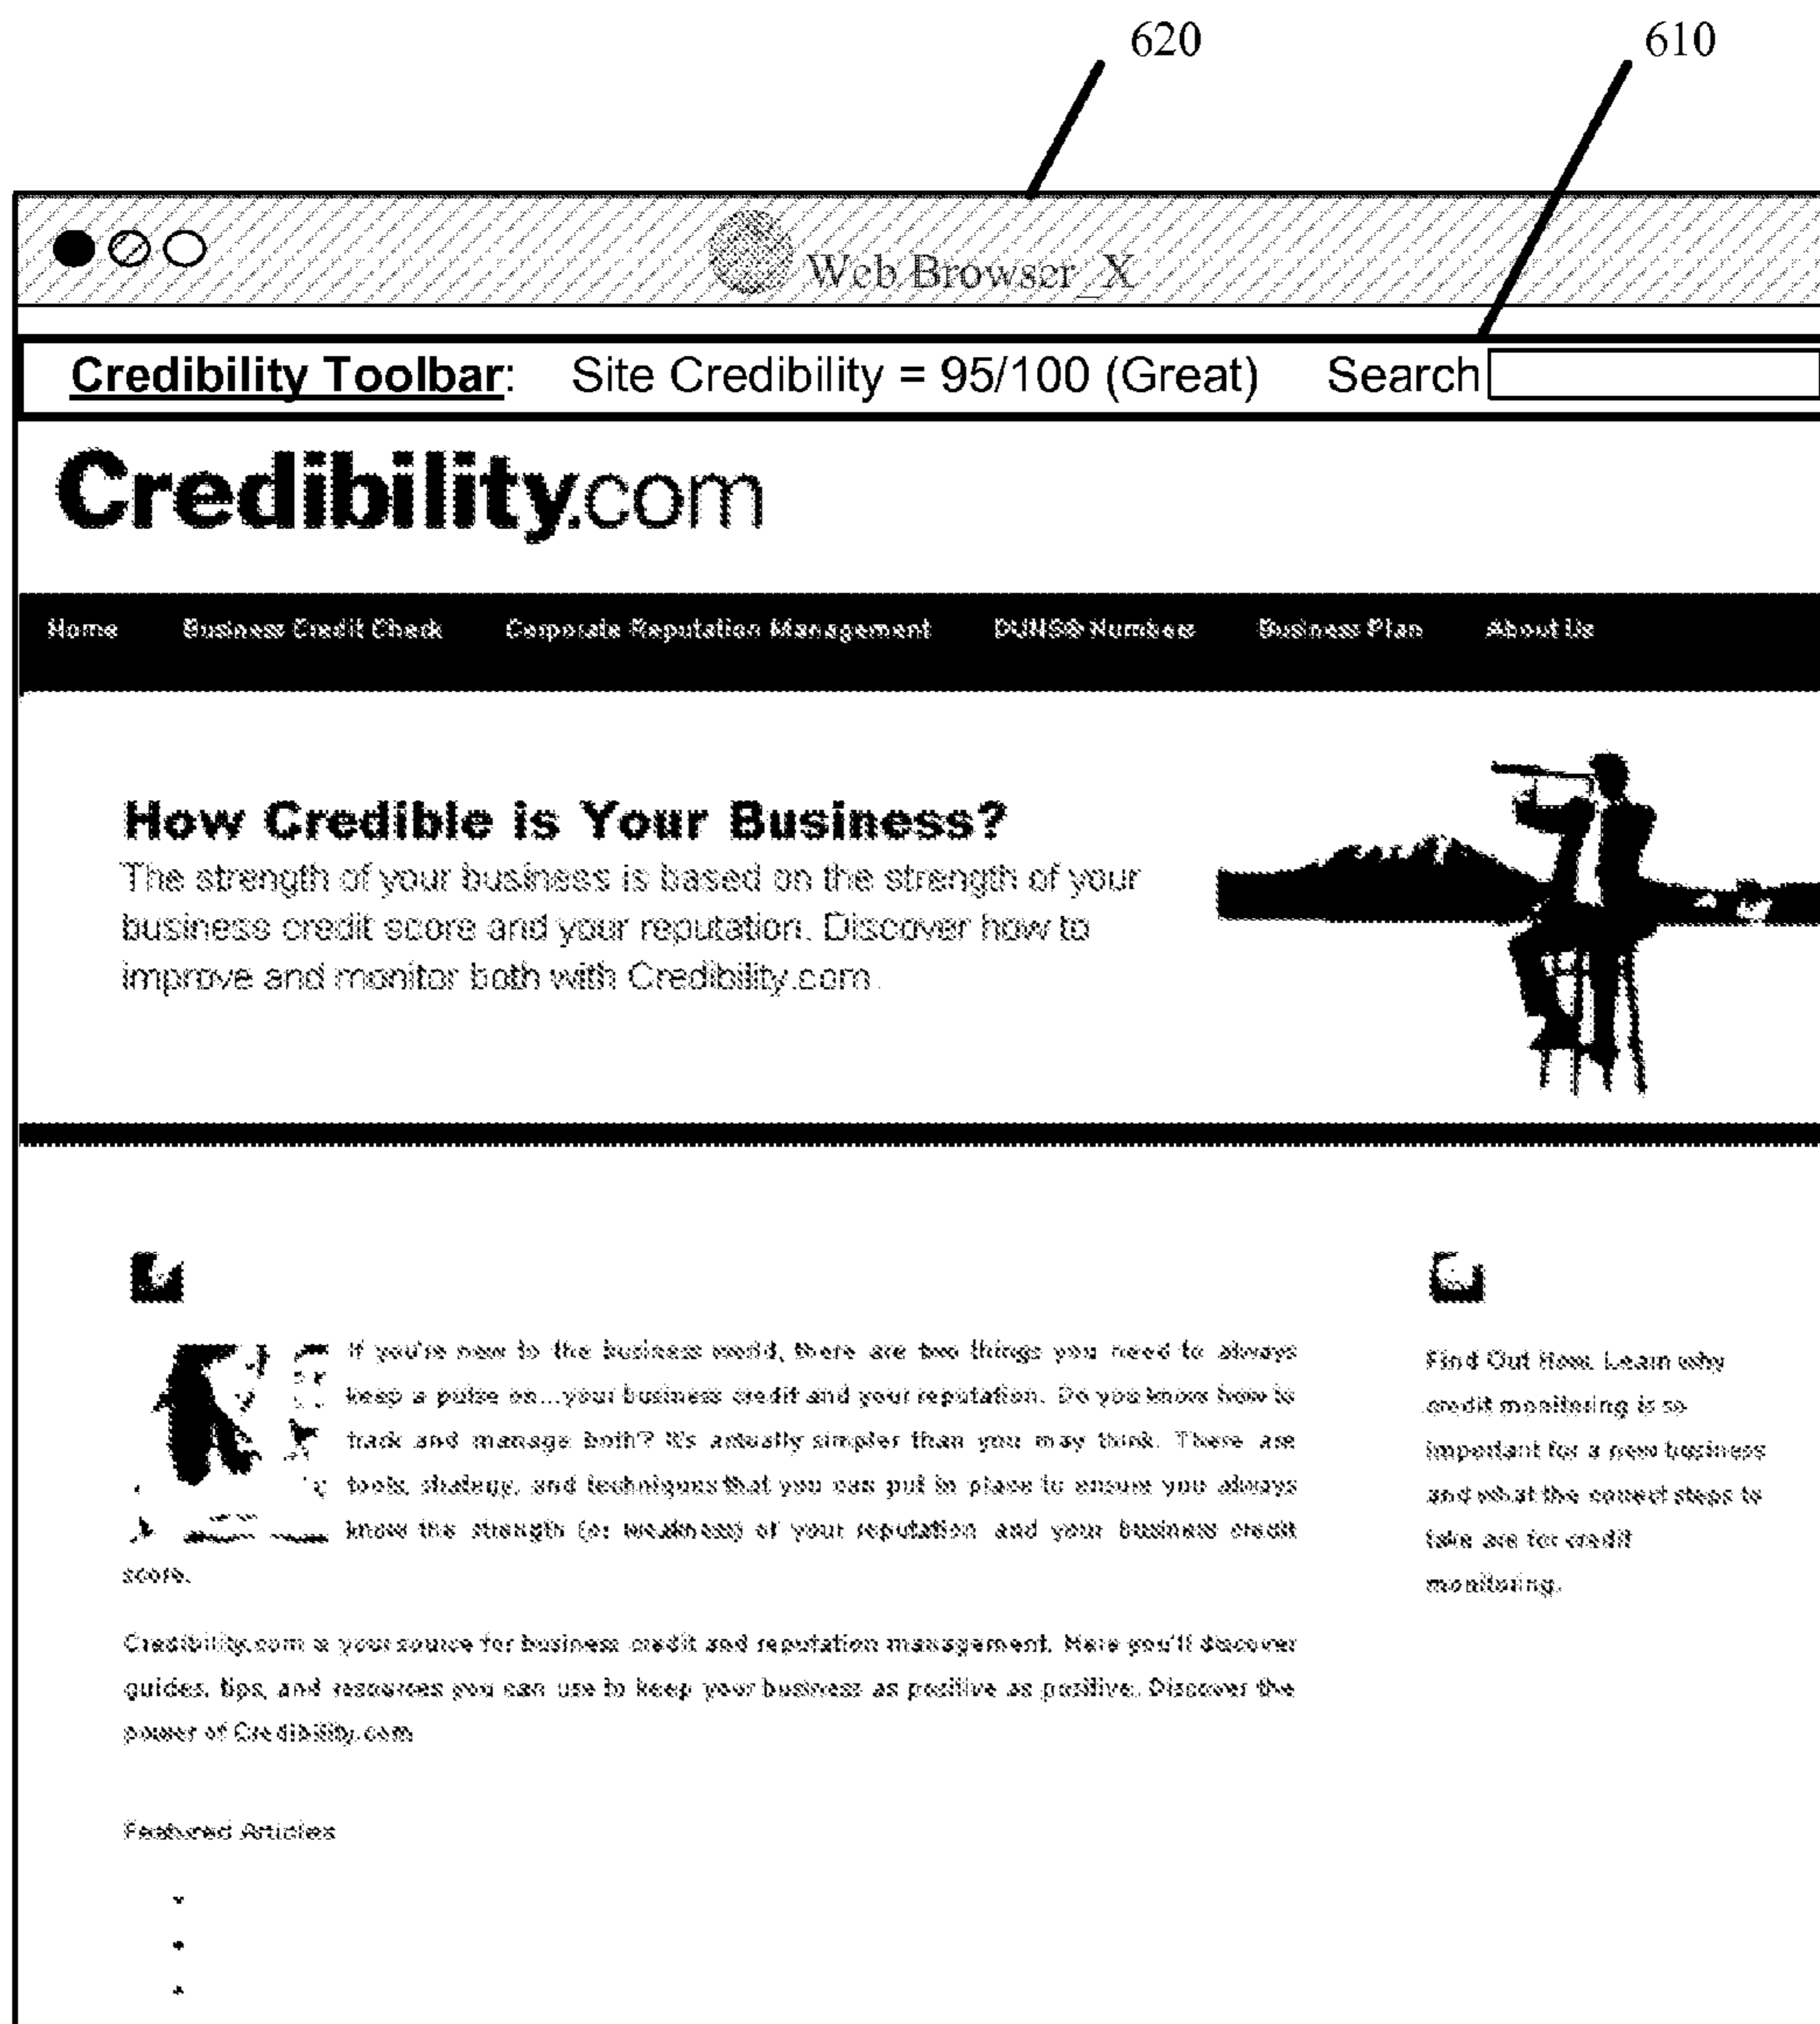 620 610
Web Browser_X
Credibility Toolbar: Site Credibility = 95/100 (Great) Search
Credibility.com
Home Business Credit Check Corporate Reputation Management DUNS® Numbers Business Plan About Us
How Credible is Your Business?
The strength of your business is based on the strength of your
business credit score and your reputation. Discover how to
improve and monitor both with Credibility.com.
If you're new to the business world, there are two things you need to always
keep a pulse on...your business credit and your reputation. Do you know how to
track and manage both? It's actually simpler than you may think. There are
tools, strategy, and techniques that you can put in place to ensure you always
know the strength (or weakness) of your reputation and your business credit
score.
Credibility.com is your source for business credit and reputation management. Here you'll discover
guides, tips, and resources you can use to keep your business as positive as positive. Discover the
power of Credibility.com
Featured Articles
Find Out How. Learn why
credit monitoring is so
important for a new business
and what the correct steps to
take are for credit
monitoring.